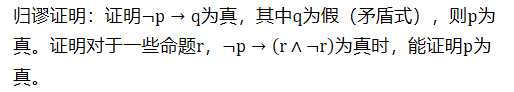 归谬证明：证明¬p → q为真，其中q为假（矛盾式），则p为
真。证明对于一些命题r，¬p → (r ∧ ¬r)为真时，能证明p为
真。